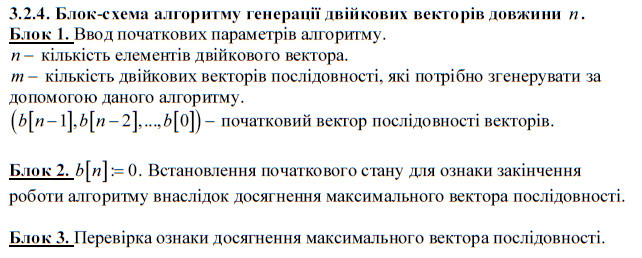 3.2.4. Блок-схема алгоритму генерації двійкових векторів довжини n.
Блок 1. Ввод початкових параметрів алгоритму.
n – кількість елементів двійкового вектора.
m – кількість двійкових векторів послідовності, які потрібно згенерувати за
допомогою даного алгоритму.
(b[n−1],b[n−2],...,b[0]) – початковий вектор послідовності векторів.
Блок 2. b[n]:=0. Встановлення початкового стану для ознаки закінчення
роботи алгоритму внаслідок досягнення максимального вектора послідовності.
Блок 3. Перевірка ознаки досягнення максимального вектора послідовності.